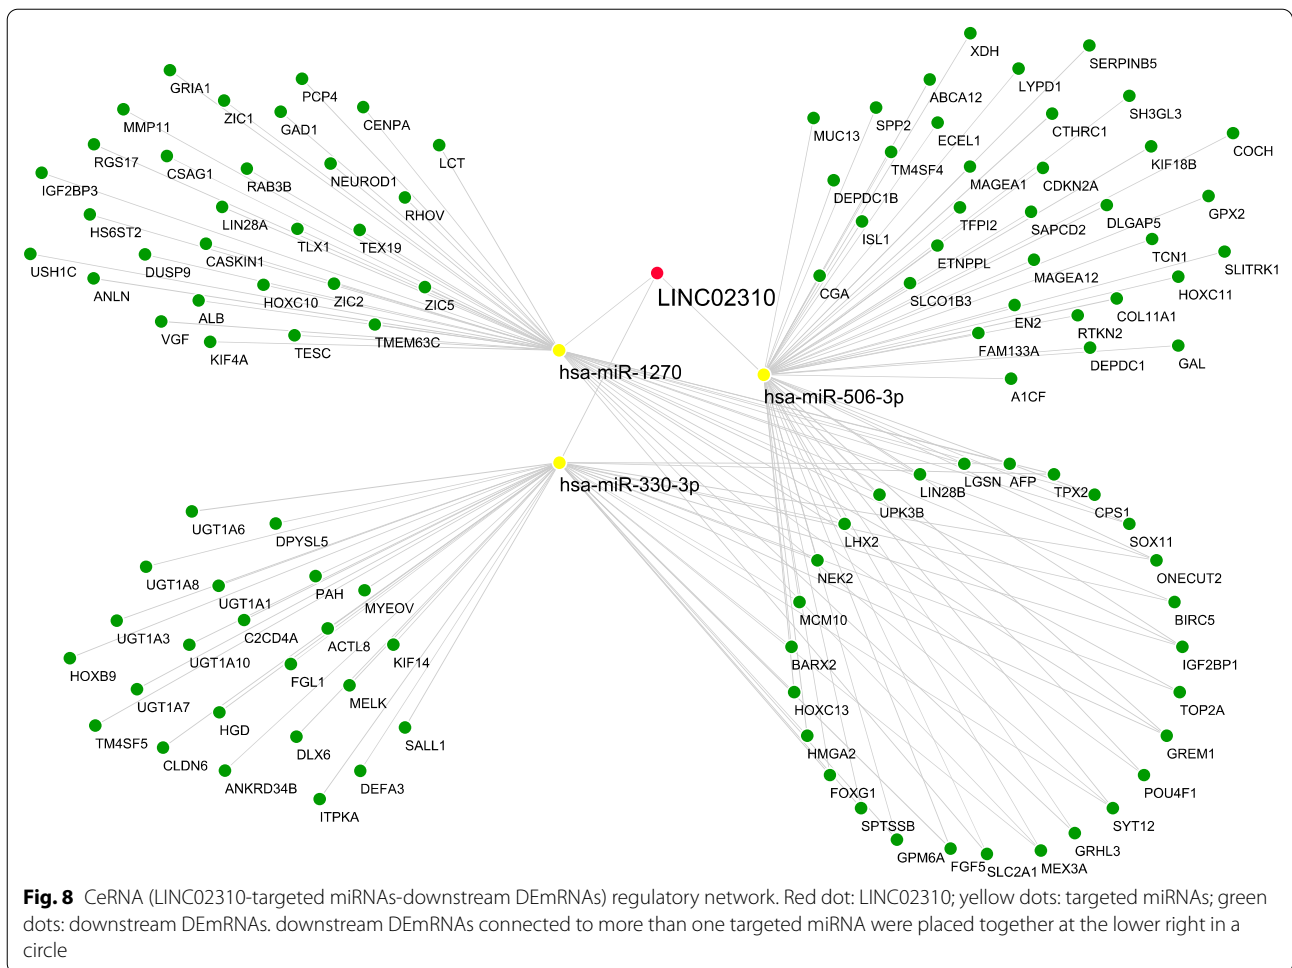 XDH
SERPINB5
GRIA1
LYPD1
PCP4
ABCA12
ZIC1
SH3GL3
MMP11
GAD1
CENPA
SPP2
CTHRC1
MUC13
ECEL1
COCH
RGS17
LCT
KIF18B
CSAG1
TM4SF4
NEUROD1
MAGEA1
CDKN2A
IGF2BP3
RAB3B
DEPDC1B
RHOV
GPX2
LIN28A
TFPI2
DLGAP5
HS6ST2
SAPCD2
ISL1
TLX1
TEX19
TCN1
CASKIN1
ETNPPL
USH1C
DUSP9
MAGEA12
SLITRK1
ANLN
HOXC10
ZIC2
ZIC5
LINC02310
CGA
SLCO1B3
HOXC11
ALB
EN2
COL11A1
VGF
TMEM63C
RTKN2
KIF4A
TESC
FAM133A
DEPDC1
GAL
hsa-miR-1270
hsa-miR-506-3p
A1CF
hsa-miR-330-3p
LGSN
AFP
LIN28B
TPX2
CPS1
UPK3B
UGT1A6
DPYSL5
LHX2
SOX11
NEK2
ONECUT2
UGT1A8
PAH
UGT1A1
MYEOV
MCM10
BIRC5
UGT1A3
C2CD4A
ACTL8
UGT1A10
KIF14
BARX2
IGF2BP1
HOXB9
FGL1
UGT1A7
MELK
HOXC13
TOP2A
TM4SF5
HGD
SALL1
HMGA2
GREM1
CLDN6
DLX6
ANKRD34B
DEFA3
FOXG1
POU4F1
ITPKA
SPTSSB
SYT12
GPM6A
GRHL3
FGF5
SLC2A1
MEX3A
Fig. 8 CeRNA (LINC02310-targeted miRNAs-downstream DEmRNAs) regulatory network. Red dot: LINC02310; yellow dots: targeted miRNAs; green
dots: downstream DEmRNAs. downstream DEmRNAs connected to more than one targeted miRNA were placed together at the lower right in a
circle